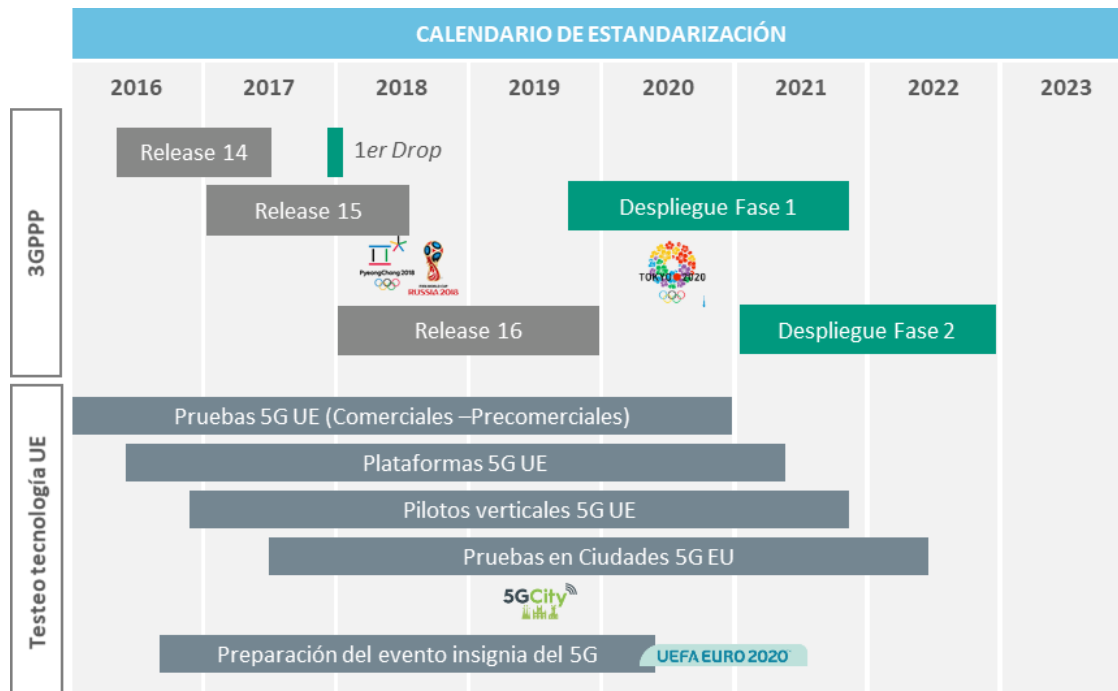 CALENDARIO DE ESTANDARIZACIÓN
2016 2017 2018 2019 2020 2021 2022 2023
3GPPP
Release 14
1er Drop
Release 15
Despliegue Fase 1
PyeongChang 2018
FIFA WORLD CUP
RUSSIA 2018
TOKYO 2020
Release 16
Despliegue Fase 2
Testeo tecnología UE
Pruebas 5G UE (Comerciales –Precomerciales)
Plataformas 5G UE
Pilotos verticales 5G UE
Pruebas en Ciudades 5G EU
5GCity
Preparación del evento insignia del 5G
UEFA EURO 2020